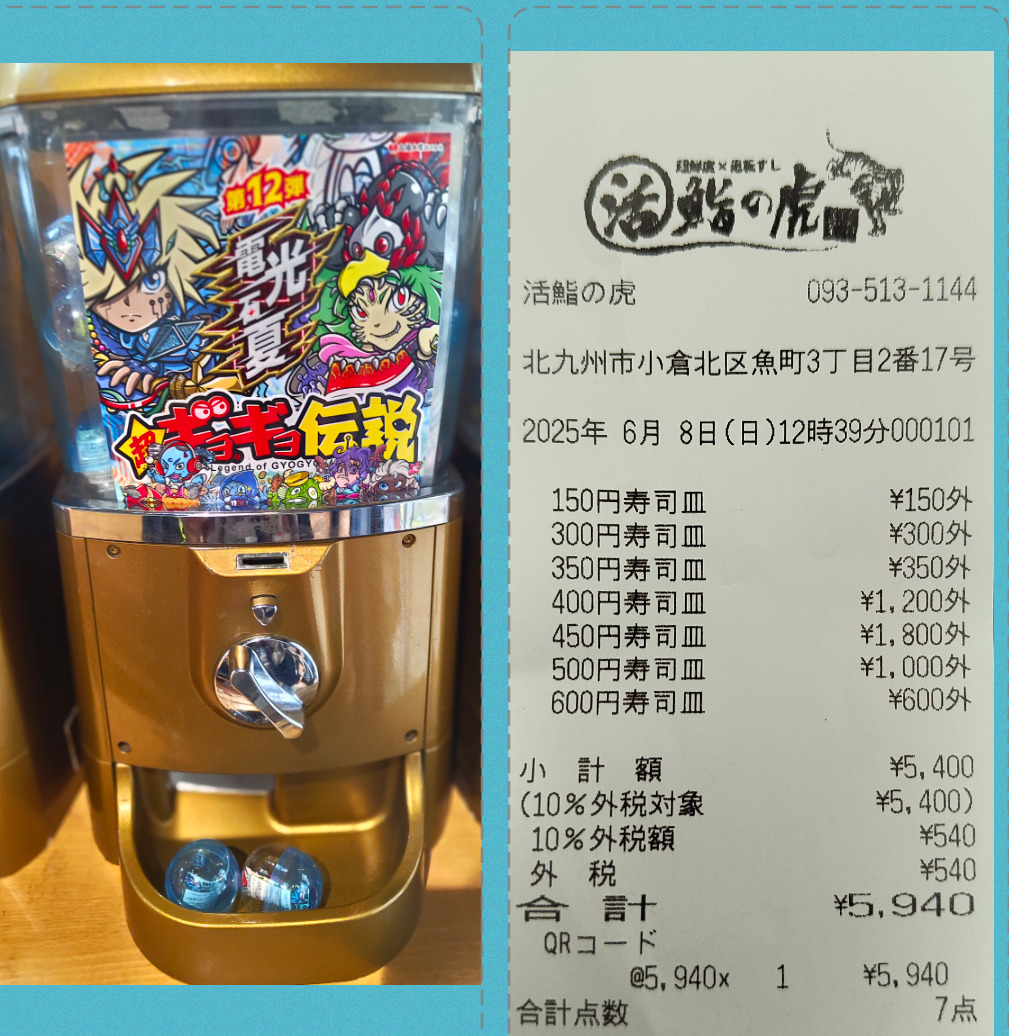 第12弾
電光石夏
超ギョギョ伝説
Legend of GYOGYO
超鮮度×廻転すし
活 鮨の虎
活鮨の虎 093-513-1144
北九州市小倉北区魚町3丁目2番17号
2025年 6月 8日(日)12時39分000101
150円寿司皿 ¥150外
300円寿司皿 ¥300外
350円寿司皿 ¥350外
400円寿司皿 ¥1,200外
450円寿司皿 ¥1,800外
500円寿司皿 ¥1,000外
600円寿司皿 ¥600外
小 計 額 ¥5,400
(10%外税対象 ¥5,400)
10%外税額 ¥540
外 税 ¥540
合 計 ¥5,940
QRコード
@5,940x 1 ¥5,940
合計点数 7点